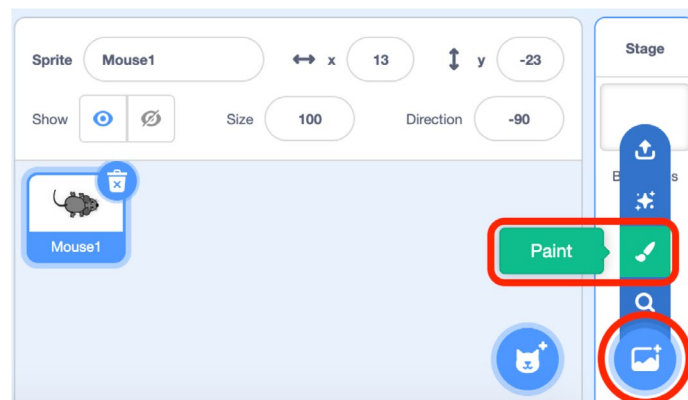 Sprite Mouse1 x 13 y -23 Stage
Show Size 100 Direction -90
Mouse1
Paint